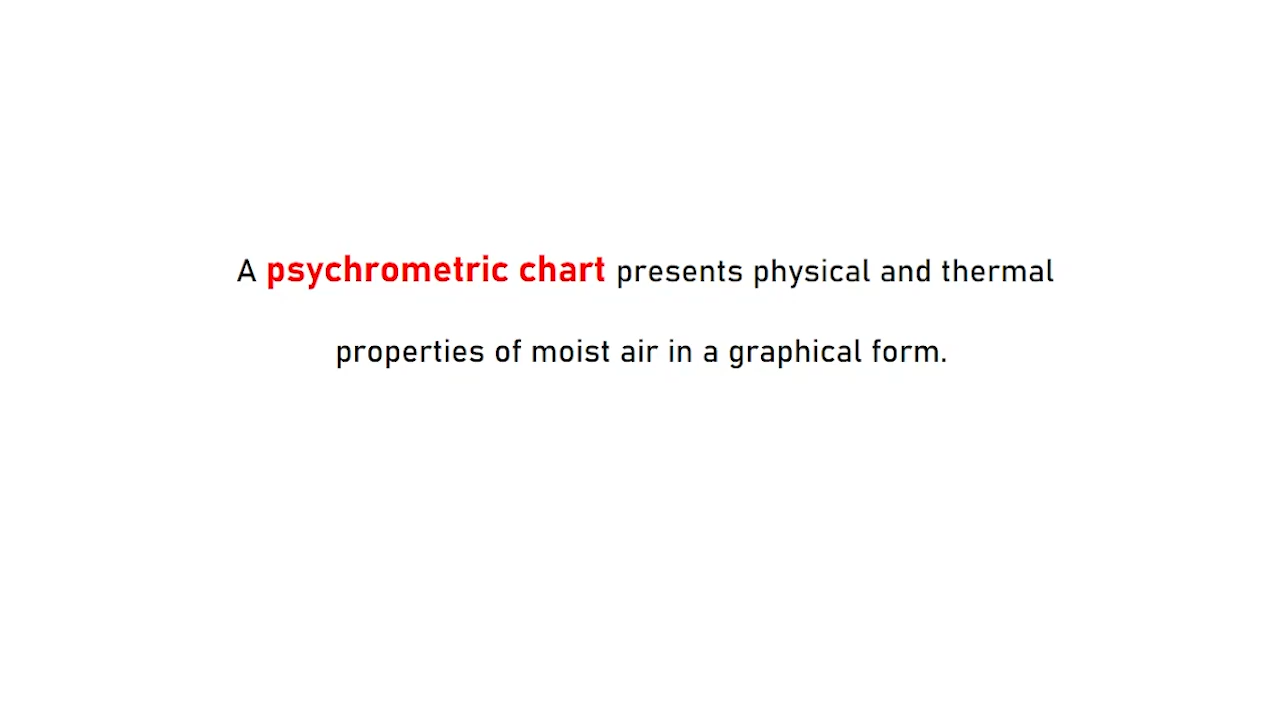 A psychrometric chart presents physical and thermal
properties of moist air in a graphical form.